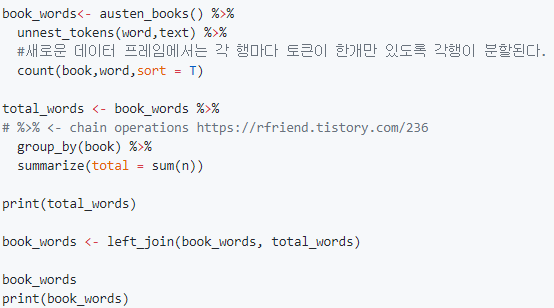 book_words<- austen_books() %>%
  unnest_tokens(word,text) %>%
  #새로운 데이터 프레임에서는 각 행마다 토큰이 한개만 있도록 각행이 분할된다.
  count(book,word,sort = T)

total_words <- book_words %>%
# %>% <- chain operations https://rfriend.tistory.com/236
  group_by(book) %>%
  summarize(total = sum(n))

print(total_words)

book_words <- left_join(book_words, total_words)

book_words
print(book_words)